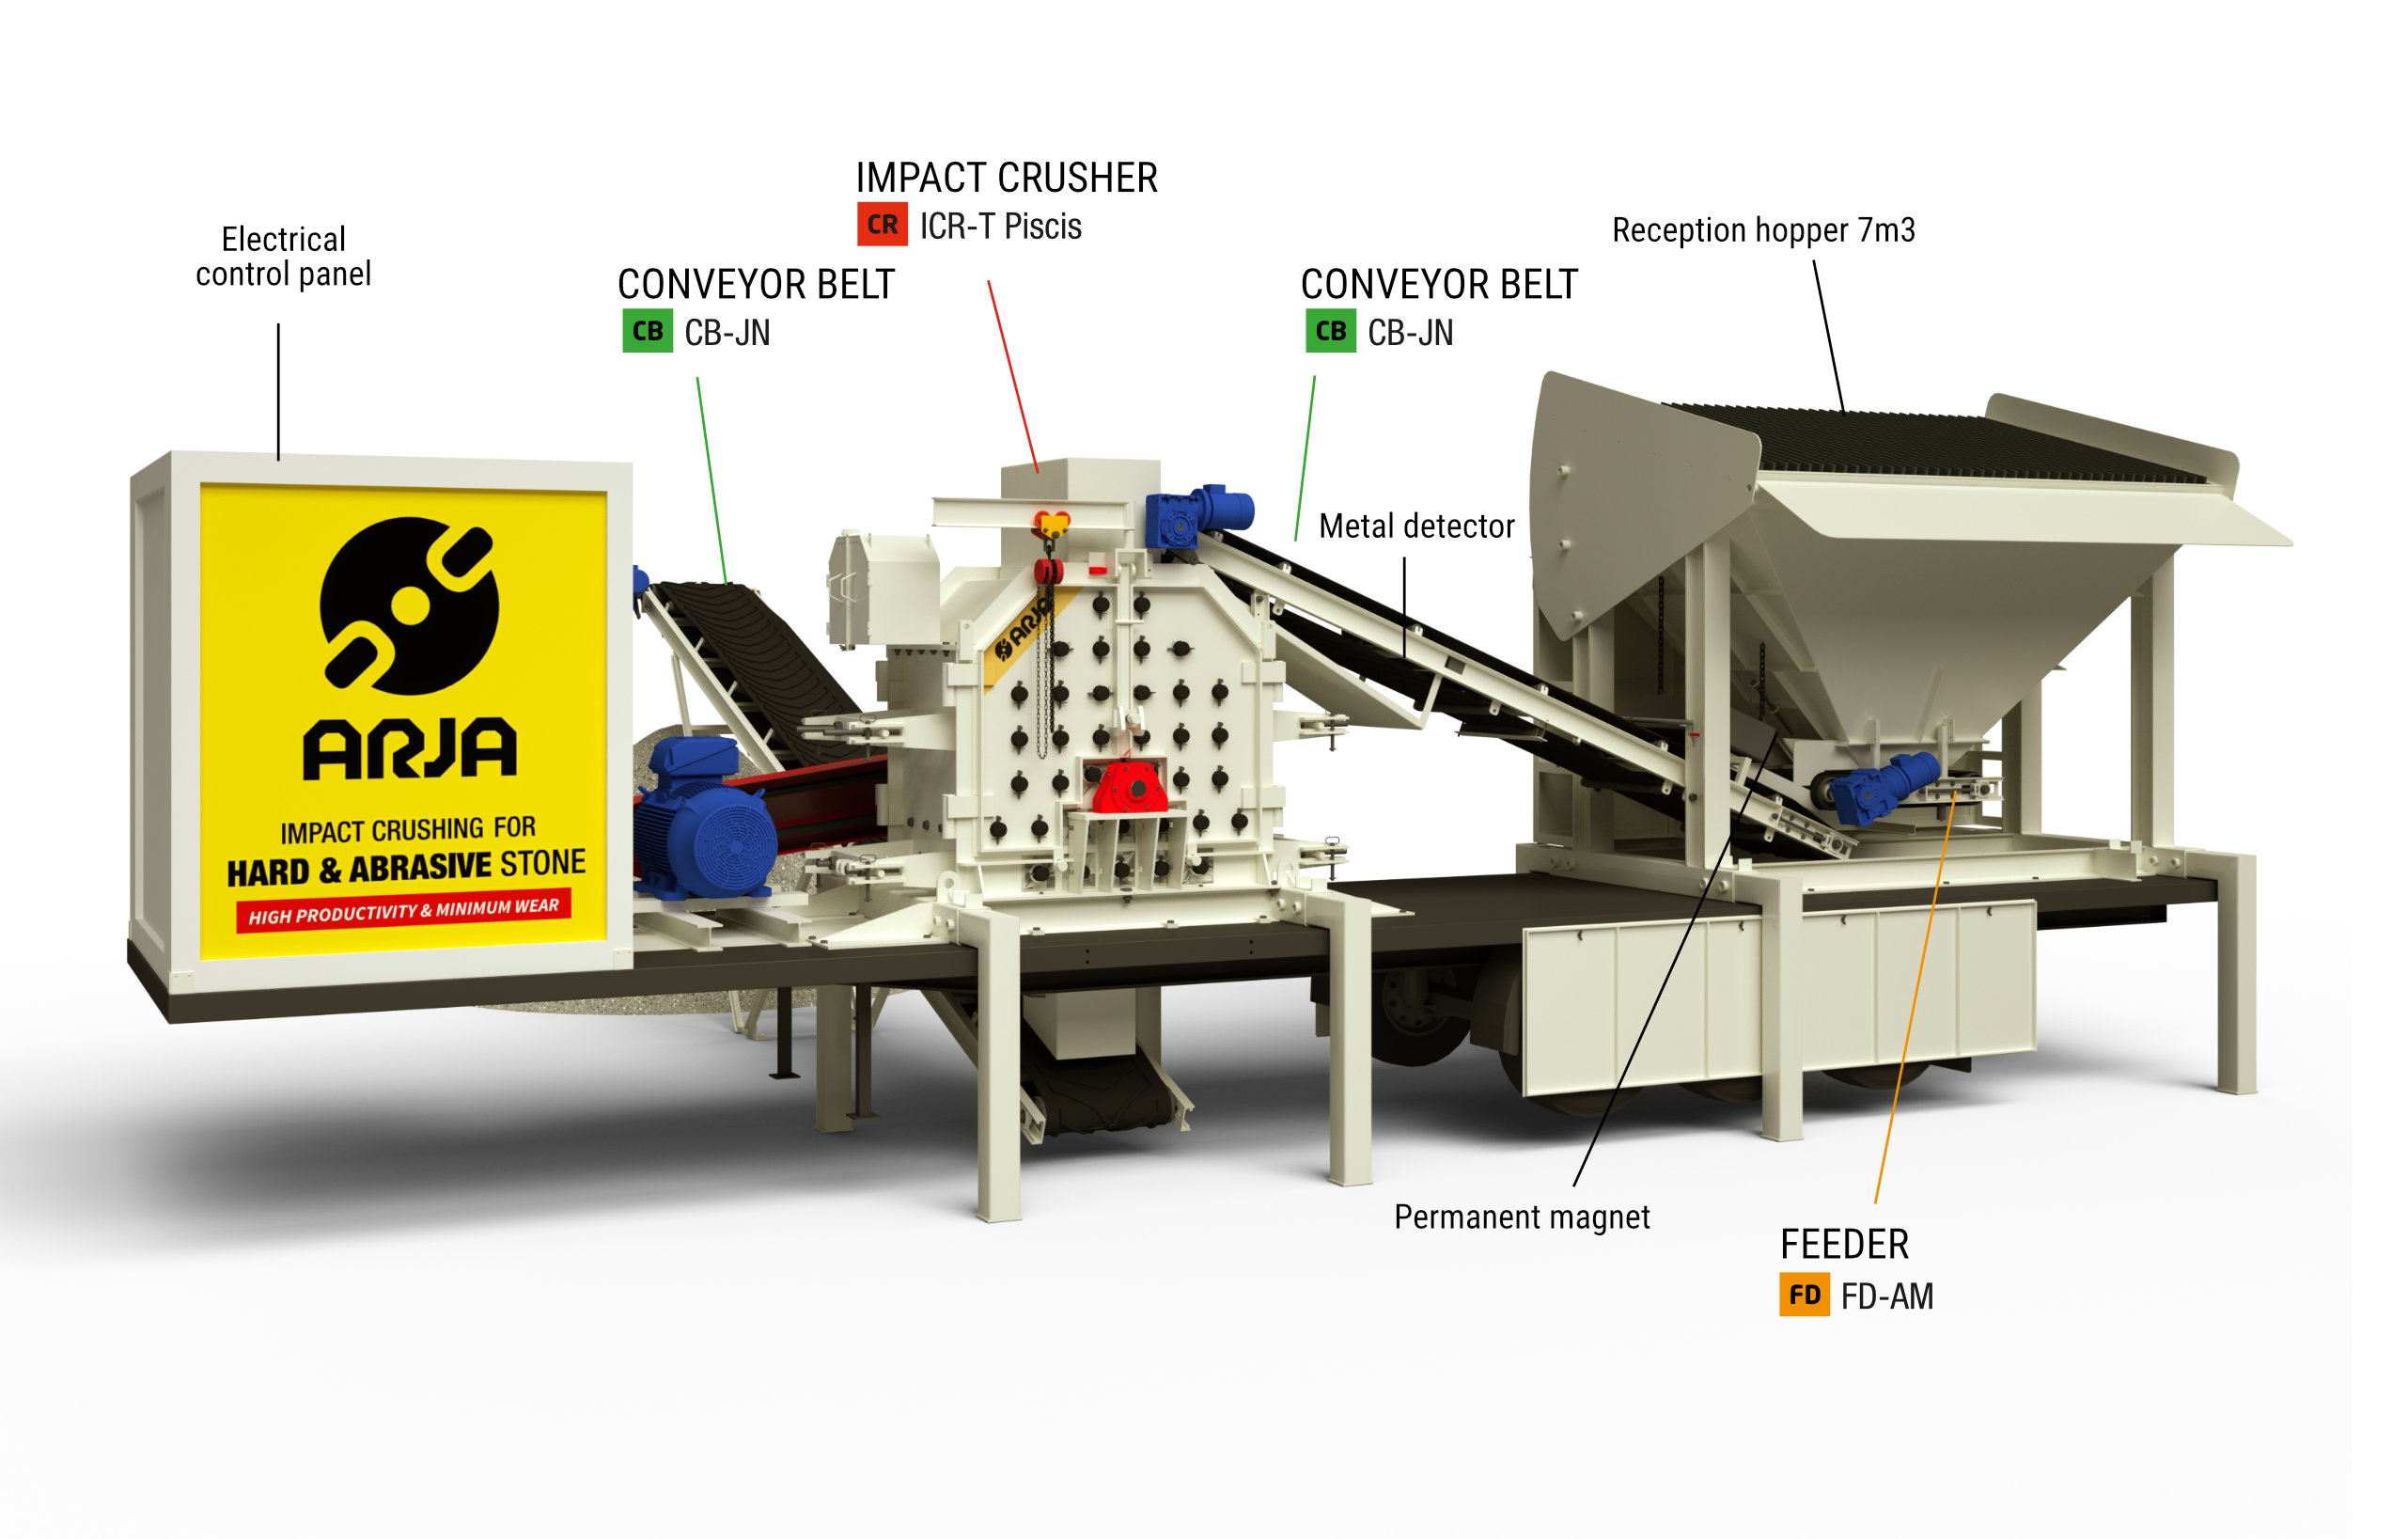 IMPACT CRUSHER
CR ICR-T Piscis
Electrical
control panel
Reception hopper 7m3
CONVEYOR BELT
CB CB-JN
CONVEYOR BELT
CB CB-JN
Metal detector
ARJA
ARJA
IMPACT CRUSHING FOR
HARD & ABRASIVE STONE
HIGH PRODUCTIVITY & MINIMUM WEAR
Permanent magnet
FEEDER
FD FD-AM